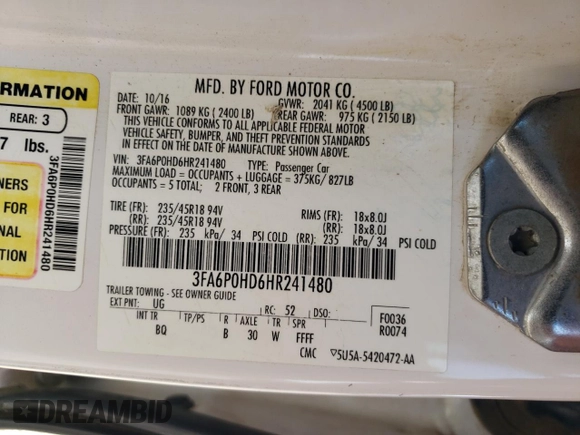 MFD. BY FORD MOTOR CO.
DATE: 10/16
GVWR: 2041 KG (4500 LB)
FRONT GAWR: 1089 KG (2400 LB)
REAR GAWR: 975 KG (2150 LB)
THIS VEHICLE CONFORMS TO ALL APPLICABLE FEDERAL MOTOR
VEHICLE SAFETY, BUMPER, AND THEFT PREVENTION STANDARDS
IN EFFECT ON THE DATE OF MANUFACTURE SHOWN ABOVE.
VIN: 3FA6P0HD6HR241480 TYPE: Passenger Car
MAXIMUM LOAD = OCCUPANTS + LUGGAGE = 375KG/ 827LB
OCCUPANTS = 5 TOTAL; 2 FRONT, 3 REAR
TIRE (FR): 235/45R18 94V RIMS (FR): 18x8.0J
(RR): 235/45R18 94V (RR): 18x8.0J
PRESSURE (FR): 235 kPa/ 34 PSI COLD (RR): 235 kPa/ 34 PSI COLD
3FA6P0HD6HR241480
TRAILER TOWING - SEE OWNER GUIDE
EXT PNT: UG RC: 52 DSO: F0036
R0074
INT TR TP/PS R AXLE TR SPR
BQ B 30 W FFFF
CMC ▽5U5A-5420472-AA
ORMATION
REAR: 3
7 lbs.
NERS
FOR
NAL
TION
3FA6P0HD6HR241480
DREAMBID